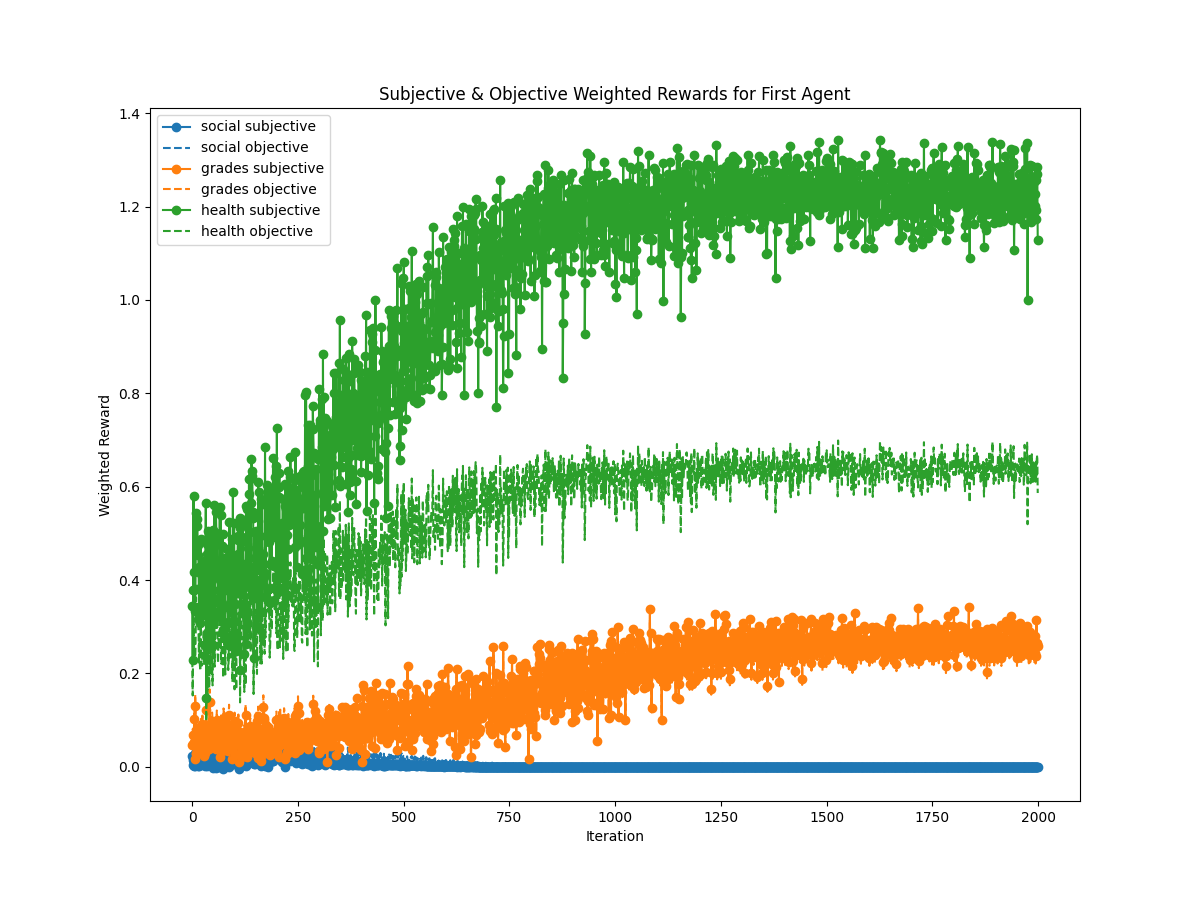 Subjective & Objective Weighted Rewards for First Agent
1.4
1.2
1.0
0.8
0.6
0.4
0.2
0.0
Weighted Reward
social subjective
social objective
grades subjective
grades objective
health subjective
health objective
0 250 500 750 1000 1250 1500 1750 2000
Iteration